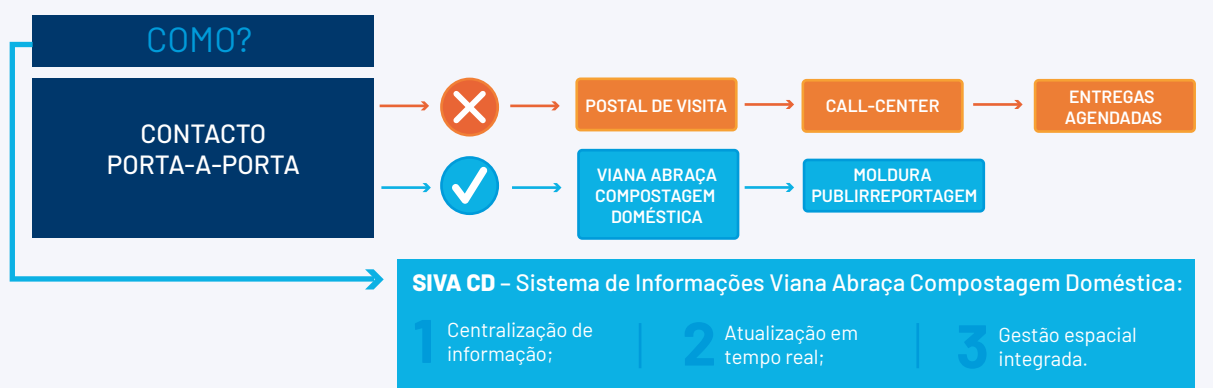 COMO?
CONTACTO
PORTA-A-PORTA
POSTAL DE VISITA
CALL-CENTER
ENTREGAS
AGENDADAS
VIANA ABRAÇA
COMPOSTAGEM
DOMÉSTICA
MOLDURA
PUBLIRREPORTAGEM
SIVA CD – Sistema de Informações Viana Abraça Compostagem Doméstica:
1 Centralização de
informação;
2 Atualização em
tempo real;
3 Gestão espacial
integrada.